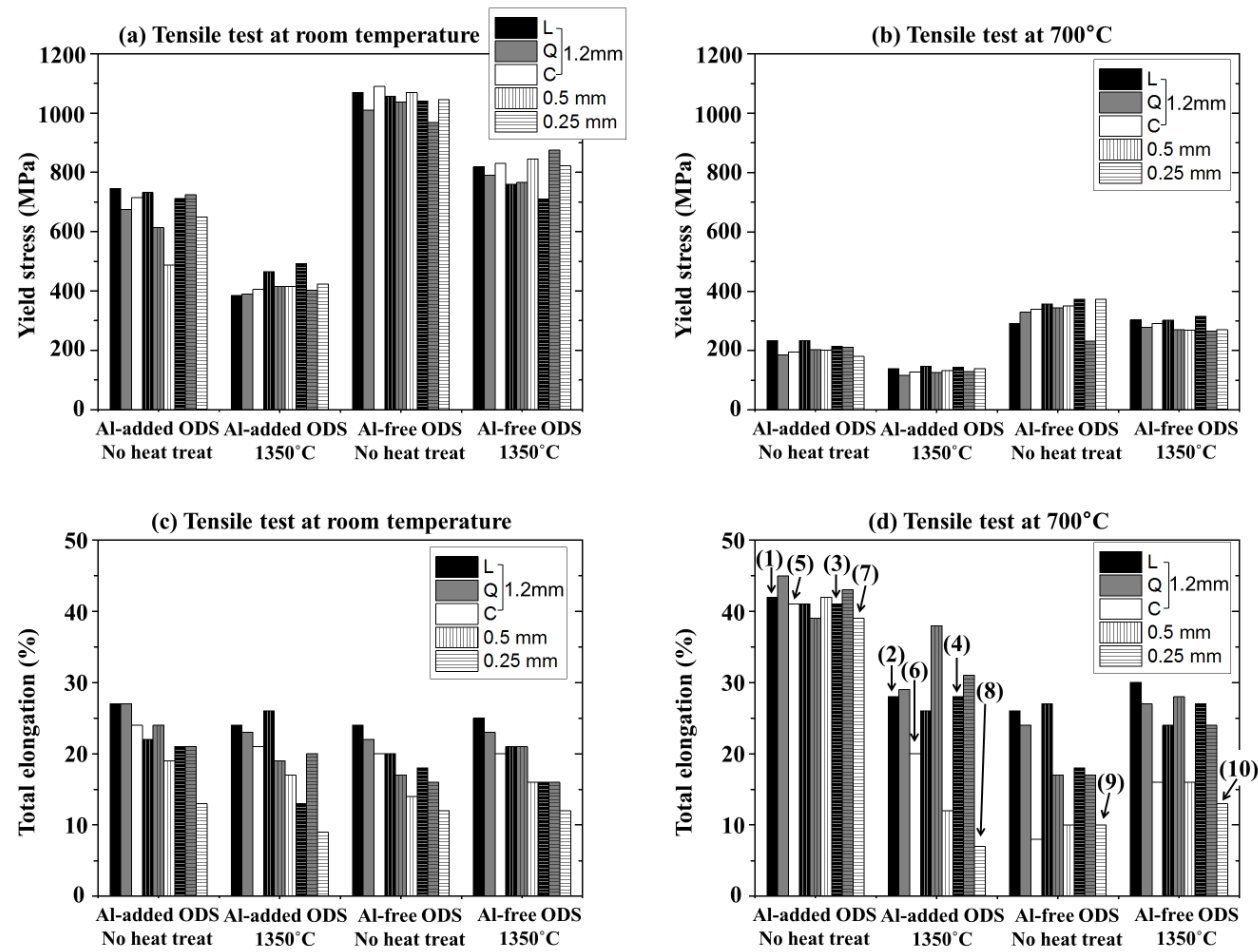 (a) Tensile test at room temperature
L
Q
C
1.2mm
0.5 mm
0.25 mm
Yield stress (MPa)
1200
1000
800
600
400
200
0
Al-added ODS
No heat treat
Al-added ODS
1350˚C
Al-free ODS
No heat treat
Al-free ODS
1350˚C
(b) Tensile test at 700°C
L
Q
C
1.2mm
0.5 mm
0.25 mm
Yield stress (MPa)
1200
1000
800
600
400
200
0
Al-added ODS
No heat treat
Al-added ODS
1350˚C
Al-free ODS
No heat treat
Al-free ODS
1350˚C
(c) Tensile test at room temperature
L
Q
C
1.2mm
0.5 mm
0.25 mm
Total elongation (%)
50
40
30
20
10
0
Al-added ODS
No heat treat
Al-added ODS
1350˚C
Al-free ODS
No heat treat
Al-free ODS
1350˚C
(d) Tensile test at 700°C
L
Q
C
1.2mm
0.5 mm
0.25 mm
Total elongation (%)
50
40
30
20
10
0
(1)
(5)
(3)
(7)
(2)
(6)
(4)
(8)
(9)
(10)
Al-added ODS
No heat treat
Al-added ODS
1350˚C
Al-free ODS
No heat treat
Al-free ODS
1350˚C